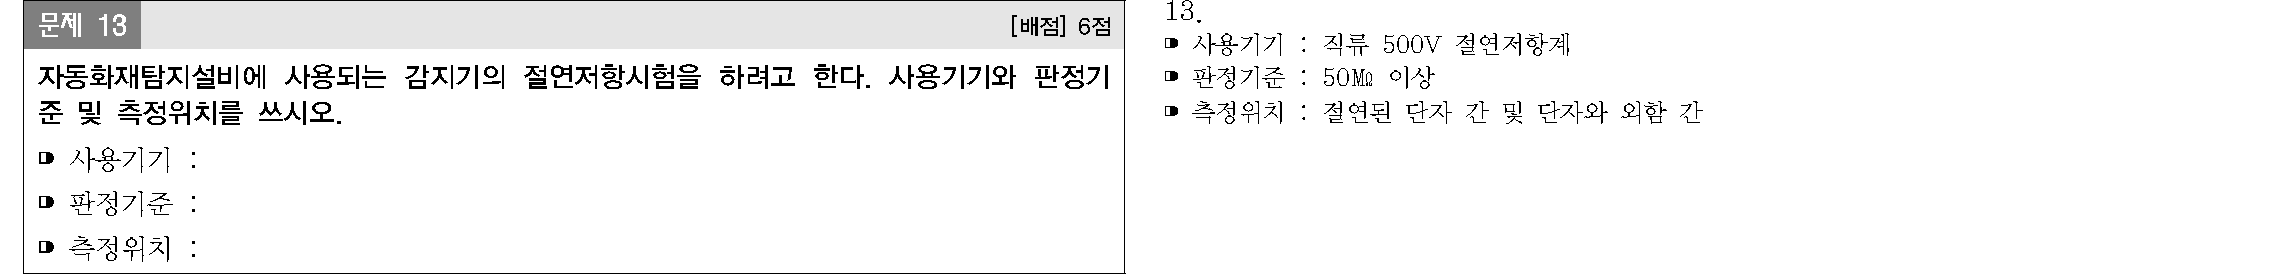 문제 13
[배점] 6점
자동화재탐지설비에 사용되는 감지기의 절연저항시험을 하려고 한다. 사용기기와 판정기
준 및 측정위치를 쓰시오.
사용기기 :
판정기준 :
측정위치 :
13.
사용기기 : 직류 500V 절연저항계
판정기준 : 50㏁ 이상
측정위치 : 절연된 단자 간 및 단자와 외함 간